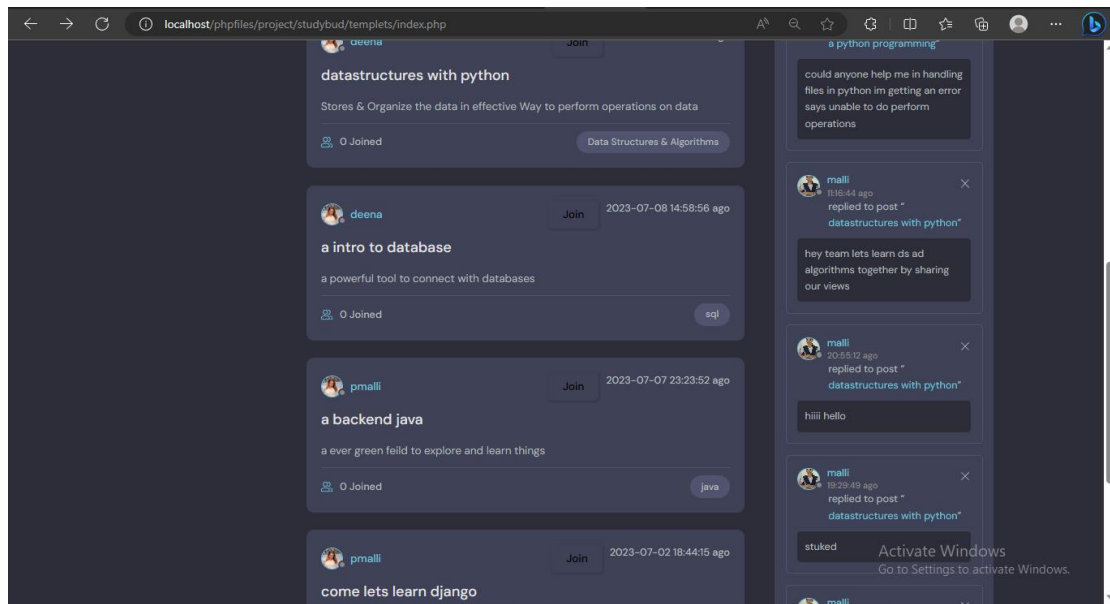 localhost/phpfiles/project/studybud/templets/index.php
deena
Join
datastructures with python
Stores & Organize the data in effective Way to perform operations on data
0 Joined
Data Structures & Algorithms
deena
Join
2023-07-08 14:58:56 ago
a intro to database
a powerful tool to connect with databases
0 Joined
sql
pmalli
Join
2023-07-07 23:23:52 ago
a backend java
a ever green feild to explore and learn things
0 Joined
java
pmalli
Join
2023-07-02 18:44:15 ago
come lets learn django
a python programming"
could anyone help me in handling
files in python im getting an error
says unable to do perform
operations
malli
11:16:44 ago
replied to post "
datastructures with python"
hey team lets learn ds ad
algorithms together by sharing
our views
malli
20:55:12 ago
replied to post "
datastructures with python"
hiiii hello
malli
19:29:49 ago
replied to post "
datastructures with python"
stuked
malli
Activate Windows
Go to Settings to activate Windows.